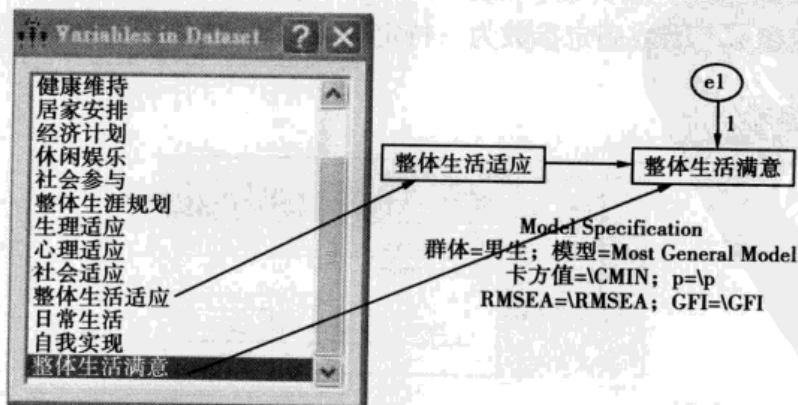 Variables in Dataset
健康维持
居家安排
经济计划
休闲娱乐
社会参与
整体生涯规划
生理适应
心理适应
社会适应
整体生活适应
日常生活
自我实现
整体生活满意
e1
1
整体生活适应
整体生活满意
Model Specification
群体=男生；模型=Most General Model
卡方值=\CMIN；p=\p
RMSEA=\RMSEA；GFI=\GFI